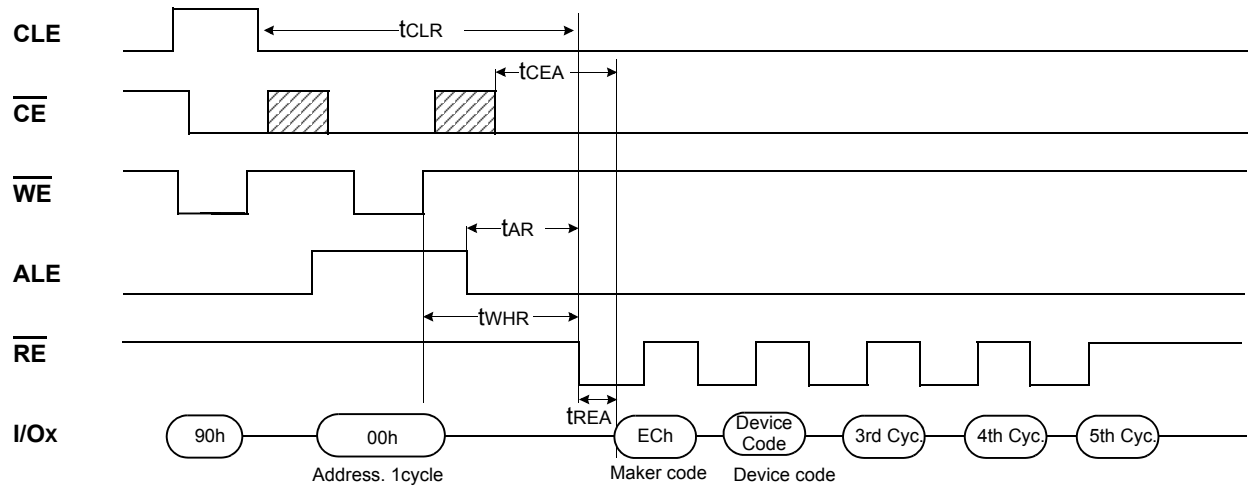 CLE
tCLR
tCEA
CE
WE
tAR
ALE
tWHR
RE
tREA
I/Ox
90h
00h
ECh
Device
Code
3rd Cyc.
4th Cyc.
5th Cyc.
Address. 1cycle
Maker code
Device code